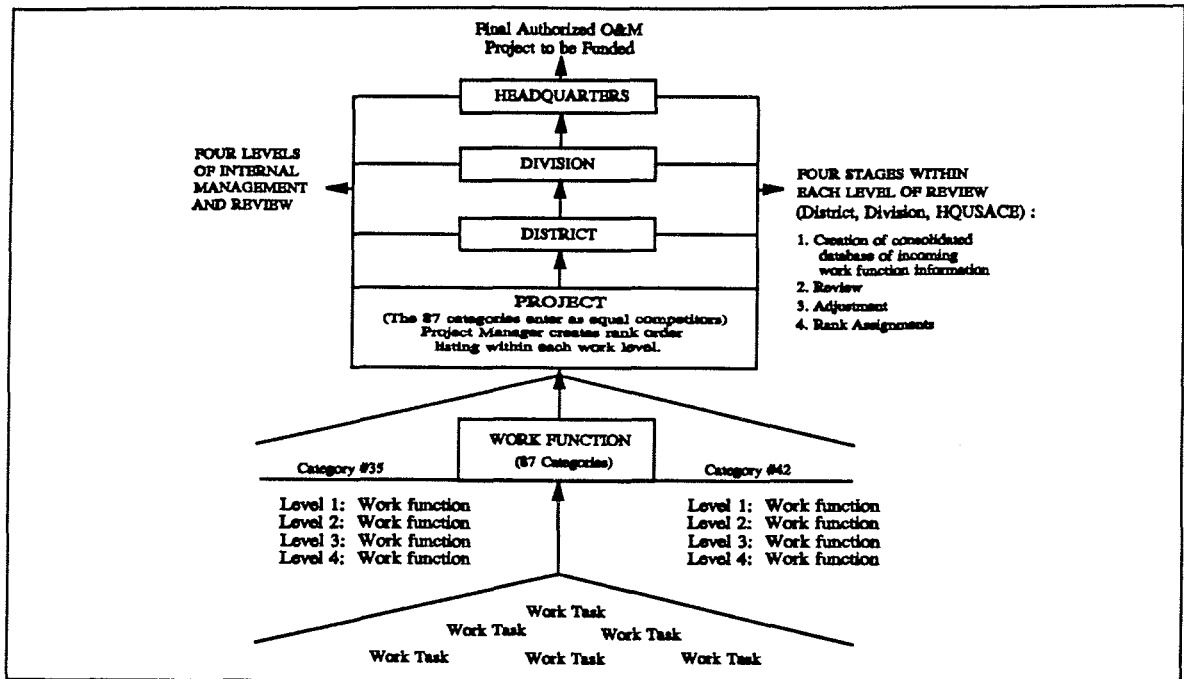 Final Authorized O&M
Project to be Funded
HEADQUARTERS
DIVISION
DISTRICT
FOUR LEVELS
OF INTERNAL
MANAGEMENT
AND REVIEW
FOUR STAGES WITHIN
EACH LEVEL OF REVIEW
(District, Division, HQUSACE) :
1. Creation of consolidated
database of incoming
work function information
2. Review
3. Adjustment
4. Rank Assignments
PROJECT
(The 87 categories enter as equal competitors)
Project Manager creates rank order
listing within each work level.
WORK FUNCTION
(87 Categories)
Category #35
Level 1: Work function
Level 2: Work function
Level 3: Work function
Level 4: Work function
Category #42
Level 1: Work function
Level 2: Work function
Level 3: Work function
Level 4: Work function
Work Task
Work Task
Work Task
Work Task
Work Task
Work Task